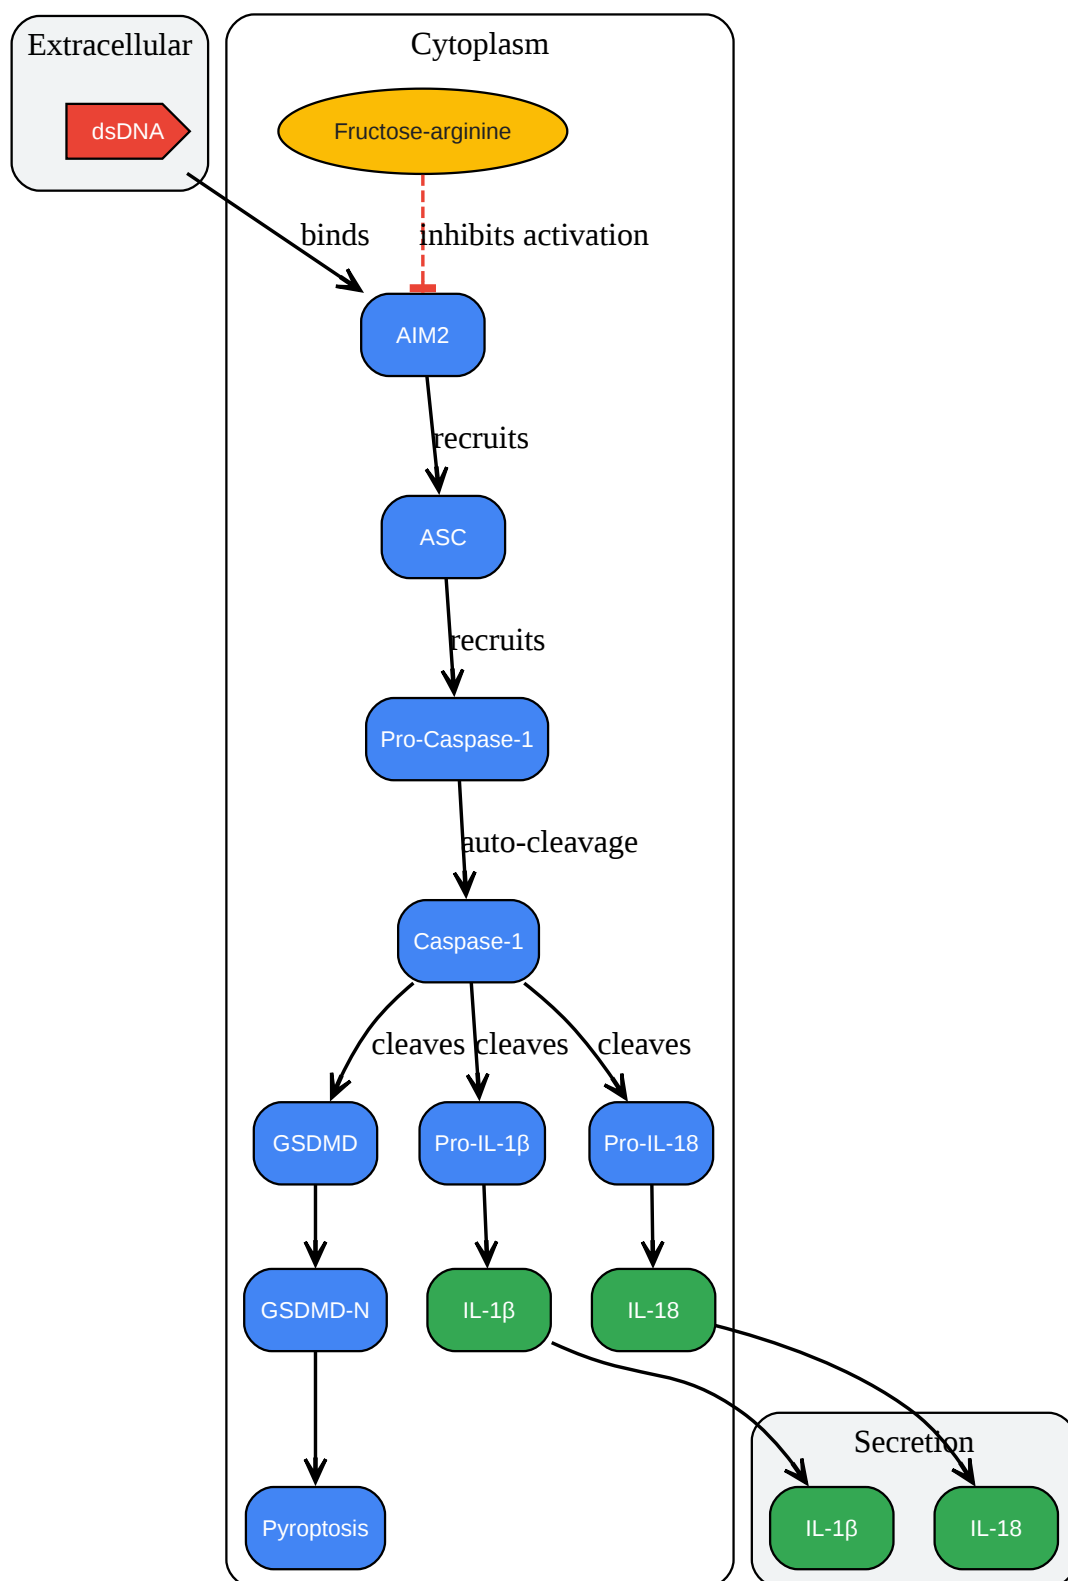 Extracellular
Cytoplasm
dsDNA
Fructose-arginine
binds
inhibits activation
AIM2
recruits
ASC
recruits
Pro-Caspase-1
auto-cleavage
Caspase-1
cleaves
cleaves
cleaves
GSDMD
Pro-IL-1β
Pro-IL-18
GSDMD-N
IL-1β
IL-18
Secretion
Pyroptosis
IL-1β
IL-18